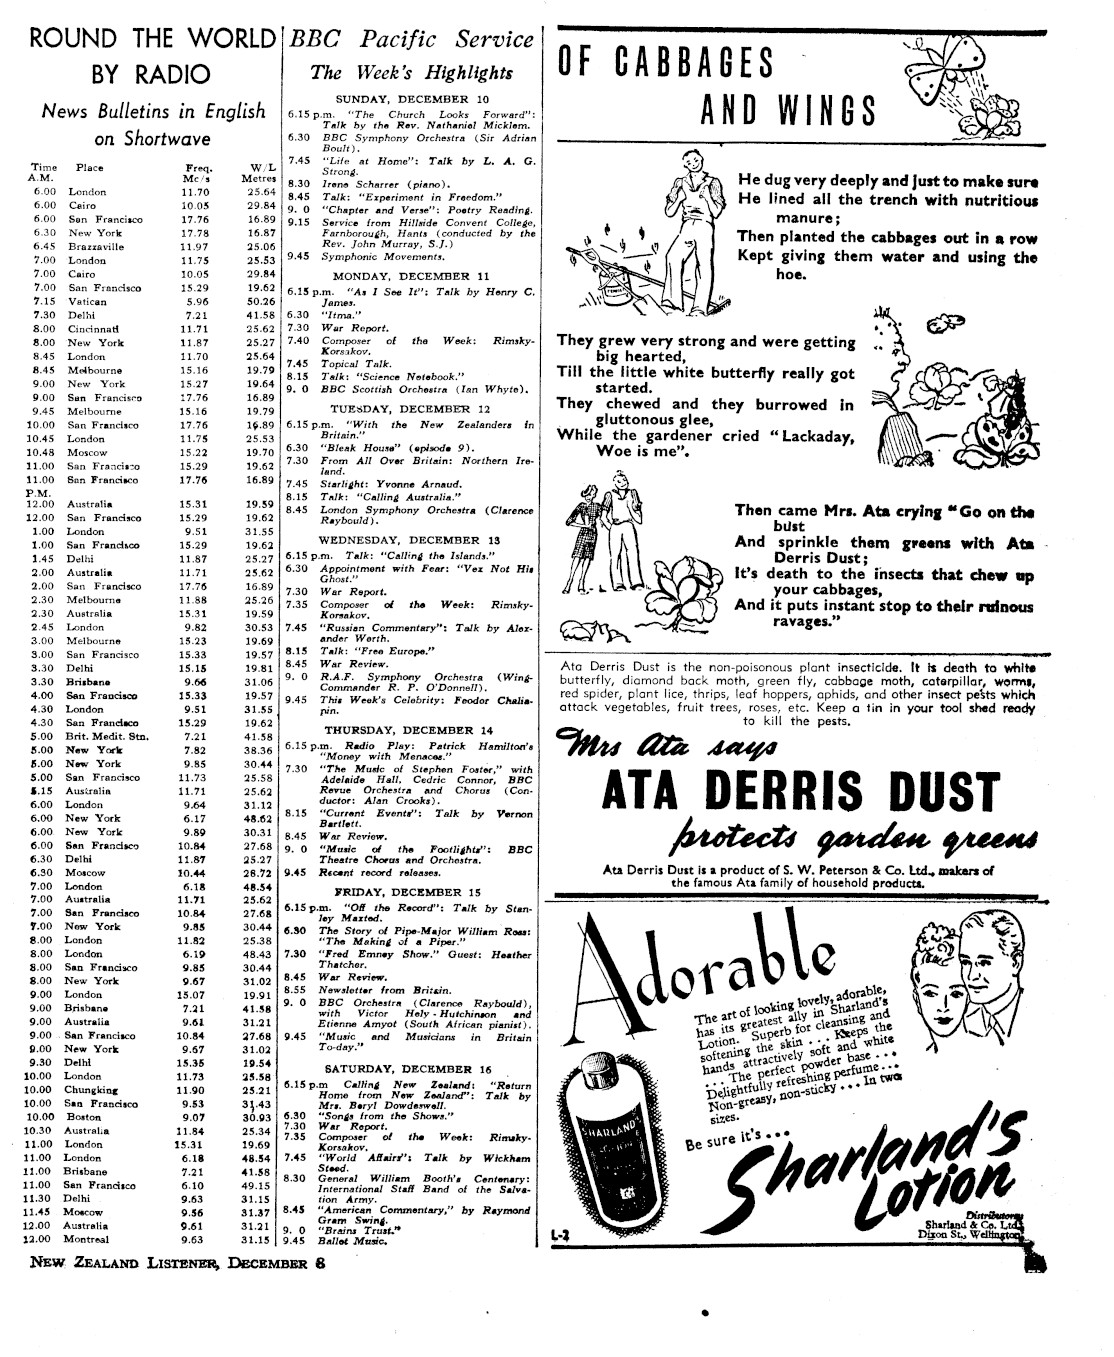 ROUND THE WORLD
BY RADIO
News Bulletins in English
on Shortwave
Time Place Freq. W/L
A.M. Mc/s Metres
6.00 London 11.70 25.64
6.00 Cairo 10.05 29.84
6.00 San Francisco 17.76 16.89
6.30 New York 17.78 16.87
6.45 Brazzaville 11.97 25.06
7.00 London 11.75 25.53
7.00 Cairo 10.05 29.84
7.00 San Francisco 15.29 19.62
7.15 Vatican 5.96 50.26
7.30 Delhi 7.21 41.58
8.00 Cincinnati 11.71 25.62
8.00 New York 11.87 25.27
8.45 London 11.70 25.64
8.45 Melbourne 15.16 19.79
9.00 New York 15.27 19.64
9.00 San Francisco 17.76 16.89
9.45 Melbourne 15.16 19.79
10.00 San Francisco 17.76 16.89
10.45 London 11.75 25.53
10.48 Moscow 15.22 19.70
11.00 San Francisco 15.29 19.62
11.00 San Francisco 17.76 16.89
P.M.
12.00 Australia 15.31 19.59
12.00 San Francisco 15.29 19.62
1.00 London 9.51 31.55
1.00 San Francisco 15.29 19.62
1.45 Delhi 11.87 25.27
2.00 Australia 11.71 25.62
2.00 San Francisco 17.76 16.89
2.30 Melbourne 11.88 25.26
2.30 Australia 15.31 19.59
2.45 London 9.82 30.53
3.00 Melbourne 15.23 19.69
3.00 San Francisco 15.33 19.57
3.30 Delhi 15.15 19.81
3.30 Brisbane 9.66 31.06
4.00 San Francisco 15.33 19.57
4.30 London 9.51 31.55
4.30 San Francisco 15.29 19.62
5.00 Brit. Medit. Stn. 7.21 41.58
5.00 New York 7.82 38.36
5.00 New York 9.85 30.44
5.00 San Francisco 11.73 25.58
5.15 Australia 11.71 25.62
6.00 London 9.64 31.12
6.00 New York 6.17 48.62
6.00 New York 9.89 30.31
6.00 San Francisco 10.84 27.68
6.30 Delhi 11.87 25.27
6.30 Moscow 10.44 28.72
7.00 London 6.18 48.54
7.00 Australia 11.71 25.62
7.00 San Francisco 10.84 27.68
7.00 New York 9.85 30.44
8.00 London 11.82 25.38
8.00 London 6.19 48.43
8.00 San Francisco 9.85 30.44
8.00 New York 9.67 31.02
9.00 London 15.07 19.91
9.00 Brisbane 7.21 41.58
9.00 Australia 9.61 31.21
9.00 San Francisco 10.84 27.68
9.00 New York 9.67 31.02
9.30 Delhi 15.35 19.54
10.00 London 11.73 25.58
10.00 Chungking 11.90 25.21
10.00 San Francisco 9.53 31.43
10.00 Boston 9.07 30.93
10.30 Australia 11.84 25.34
11.00 London 15.31 19.69
11.00 London 6.18 48.54
11.00 Brisbane 7.21 41.58
11.00 San Francisco 6.10 49.15
11.30 Delhi 9.63 31.15
11.45 Moscow 9.56 31.37
12.00 Australia 9.61 31.21
12.00 Montreal 9.63 31.15
BBC Pacific Service
The Week's Highlights
SUNDAY, DECEMBER 10
6.15 p.m. "The Church Looks Forward":
Talk by the Rev. Nathaniel Micklem.
6.30 BBC Symphony Orchestra (Sir Adrian
Boult).
7.45 "Life at Home": Talk by L. A. G.
Strong.
8.30 Irene Scharrer (piano).
8.45 Talk: "Experiment in Freedom."
9. 0 "Chapter and Verse": Poetry Reading.
9.15 Service from Hillside Convent College,
Farnborough, Hants (conducted by the
Rev. John Murray, S.J.)
9.45 Symphonic Movements.
MONDAY, DECEMBER 11
6.15 p.m. "As I See It": Talk by Henry C.
James.
6.30 "Itma."
7.30 War Report.
7.40 Composer of the Week: Rimsky-
Korsakov.
7.45 Topical Talk.
8.15 Talk: "Science Notebook."
9. 0 BBC Scottish Orchestra (Ian Whyte).
TUESDAY, DECEMBER 12
6.15 p.m. "With the New Zealanders in
Britain."
6.30 "Bleak House" (episode 9).
7.30 From All Over Britain: Northern Ire-
land.
7.45 Starlight: Yvonne Arnaud.
8.15 Talk: "Calling Australia."
8.45 London Symphony Orchestra (Clarence
Raybould).
WEDNESDAY, DECEMBER 13
6.15 p.m. Talk: "Calling the Islands."
6.30 Appointment with Fear: "Vex Not His
Ghost."
7.30 War Report.
7.35 Composer of the Week: Rimsky-
Korsakov.
7.45 "Russian Commentary": Talk by Alex-
ander Werth.
8.15 Talk: "Free Europe."
8.45 War Review.
9. 0 R.A.F. Symphony Orchestra (Wing-
Commander R. P. O'Donnell).
9.45 This Week's Celebrity: Feodor Chalia-
pin.
THURSDAY, DECEMBER 14
6.15 p.m. Radio Play: Patrick Hamilton's
"Money with Menaces."
7.30 "The Music of Stephen Foster," with
Adelaide Hall, Cedric Connor, BBC
Revue Orchestra and Chorus (Con-
ductor: Alan Crooks).
8.15 "Current Events": Talk by Vernon
Bartlett.
8.45 War Review.
9. 0 "Music of the Footlights": BBC
Theatre Chorus and Orchestra.
9.45 Recent record releases.
FRIDAY, DECEMBER 15
6.15 p.m. "Off the Record": Talk by Stan-
ley Maxted.
6.30 The Story of Pipe-Major William Ross:
"The Making of a Piper."
7.30 "Fred Emney Show." Guest: Heather
Thatcher.
8.45 War Review.
8.55 Newsletter from Britain.
9. 0 BBC Orchestra (Clarence Raybould),
with Victor Hely-Hutchinson and
Etienne Amyot (South African pianist).
9.45 "Music and Musicians in Britain
To-day."
SATURDAY, DECEMBER 16
6.15 p.m Calling New Zealand: "Return
Home from New Zealand": Talk by
Mrs. Beryl Dowdeswell.
6.30 "Songs from the Shows."
7.30 War Report.
7.35 Composer of the Week: Rimsky-
Korsakov.
7.45 "World Affairs": Talk by Wickham
Steed.
8.30 General William Booth's Centenary:
International Staff Band of the Salva-
tion Army.
8.45 "American Commentary," by Raymond
Gram Swing.
9. 0 "Brains Trust."
9.45 Ballet Music.
OF CABBAGES
AND WINGS
He dug very deeply and just to make sure
He lined all the trench with nutritious
manure;
Then planted the cabbages out in a row
Kept giving them water and using the
hoe.
They grew very strong and were getting
big hearted,
Till the little white butterfly really got
started.
They chewed and they burrowed in
gluttonous glee,
While the gardener cried "Lackaday,
Woe is me".
Then came Mrs. Ata crying "Go on the
bust
And sprinkle them greens with Ata
Derris Dust;
It's death to the insects that chew up
your cabbages,
And it puts instant stop to their ruinous
ravages."
Ata Derris Dust is the non-poisonous plant insecticide. It is death to white
butterfly, diamond back moth, green fly, cabbage moth, caterpillar, worms,
red spider, plant lice, thrips, leaf hoppers, aphids, and other insect pests which
attack vegetables, fruit trees, roses, etc. Keep a tin in your tool shed ready
to kill the pests.
Mrs Ata says
ATA DERRIS DUST
protects garden greens
Ata Derris Dust is a product of S. W. Peterson & Co. Ltd., makers of
the famous Ata family of household products.
Adorable
The art of looking lovely, adorable,
has its greatest ally in Sharland's
Lotion. Superb for cleansing and
softening the skin . . . Keeps the
hands attractively soft and white
. . . The perfect powder base . . .
Delightfully refreshing perfume . . .
Non-greasy, non-sticky . . . In two
sizes.
Be sure it's . . .
SHARLAND'S
Sharland's
Lotion
Distributors:
Sharland & Co. Ltd.
Dixon St., Wellington.
L-2
NEW ZEALAND LISTENER, DECEMBER 8